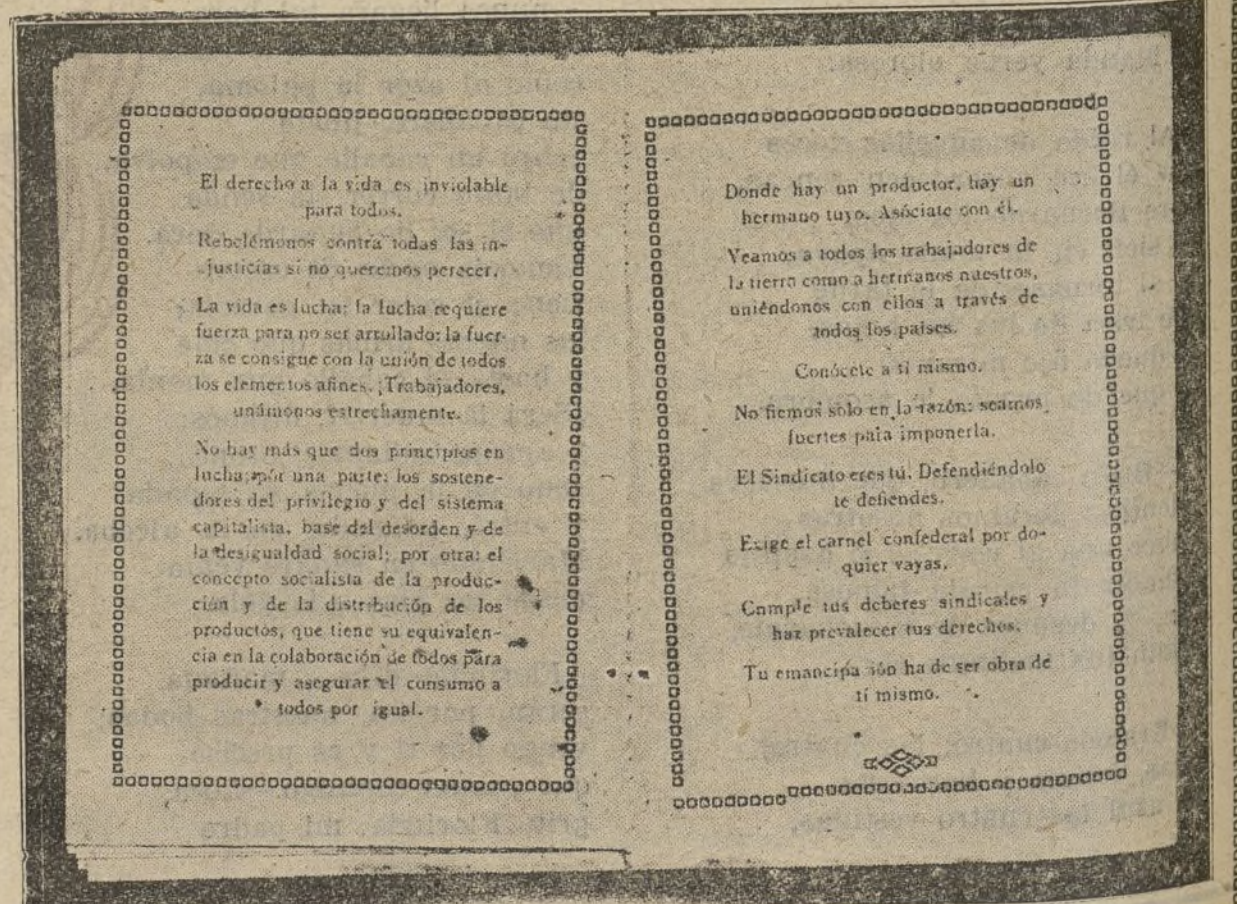 El derecho a la vida es inviolable
para todos.
Rebelémonos contra todas las in-
justicias si no queremos perecer.
La vida es lucha; la lucha requiere
fuerza para no ser arrollado; la fuer-
za se consigue con la unión de todos
los elementos afines. ¡Trabajadores,
unámonos estrechamente.
No hay más que dos principios en
lucha; por una parte: los sostene-
dores del privilegio y del sistema
capitalista, base del desorden y de
la desigualdad social; por otra: el
concepto socialista de la produc-
ción y de la distribución de los
productos, que tiene su equivalen-
cia en la colaboración de todos para
producir y asegurar el consumo a
todos por igual.
Donde hay un productor, hay un
hermano tuyo. Asóciate con él.
Veamos a todos los trabajadores de
la tierra como a hermanos nuestros,
uniéndonos con ellos a través de
todos los países.
Conócete a ti mismo.
No fiemos solo en la razón; seamos
fuertes para imponerla.
El Sindicato eres tú. Defendiéndolo
te defiendes.
Exige el carnet confederal por do-
quier vayas.
Cumple tus deberes sindicales y
haz prevalecer tus derechos.
Tu emancipación ha de ser obra de
tí mismo.